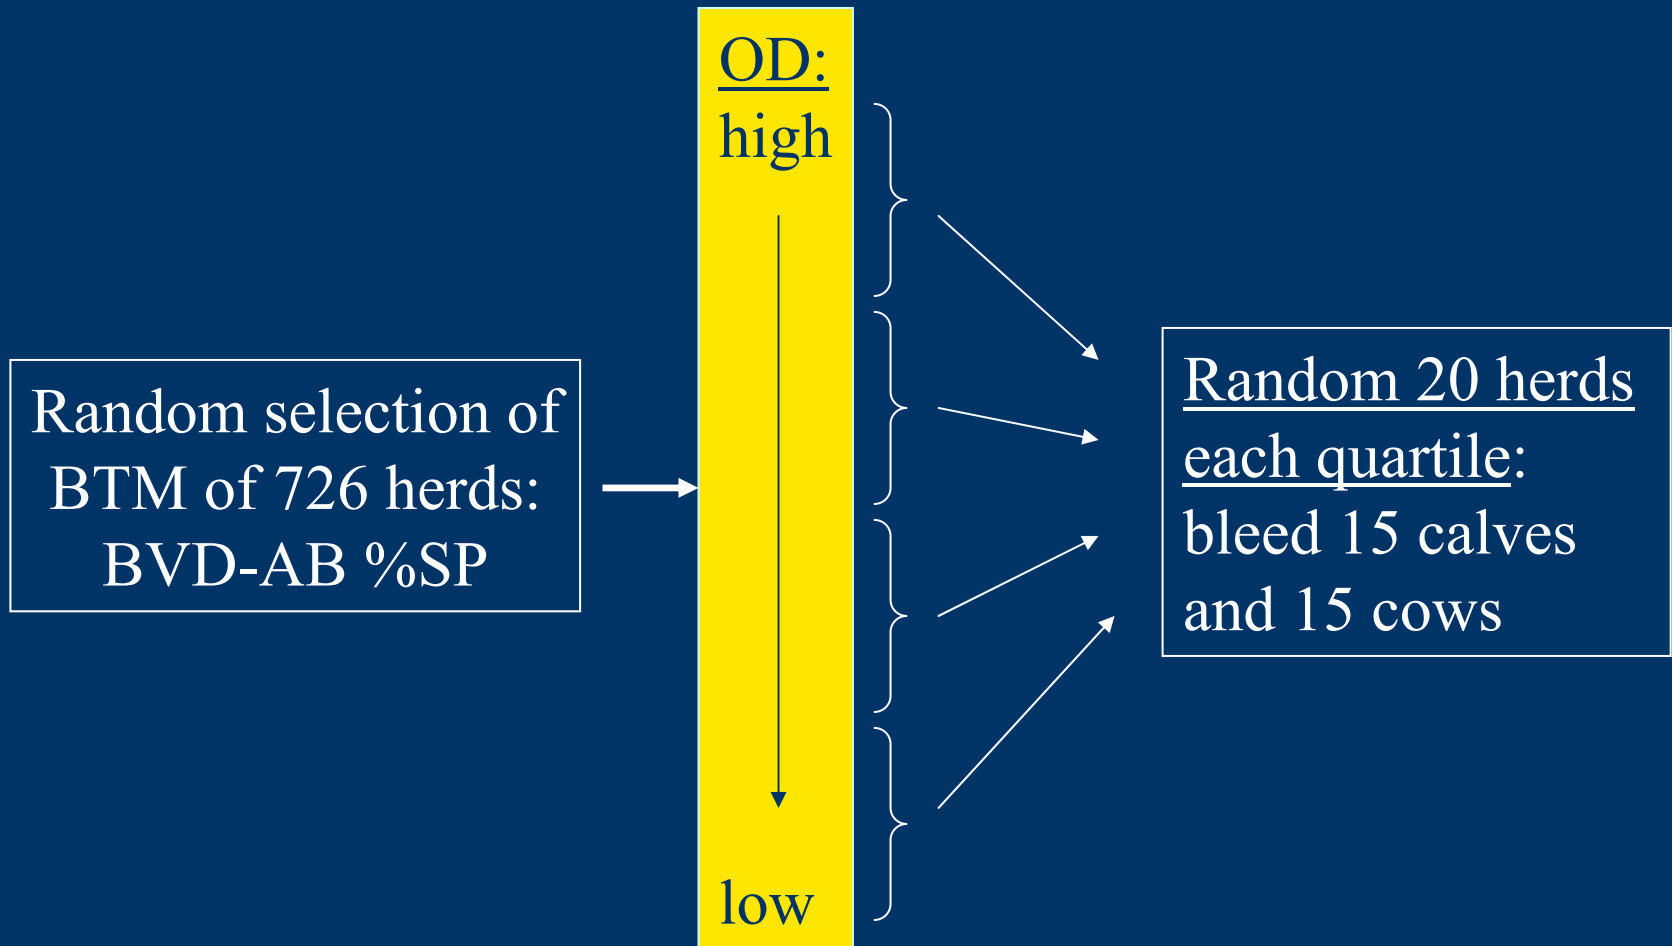 OD:
high
low
Random selection of
BTM of 726 herds:
BVD-AB %SP
Random 20 herds
each quartile:
bleed 15 calves
and 15 cows